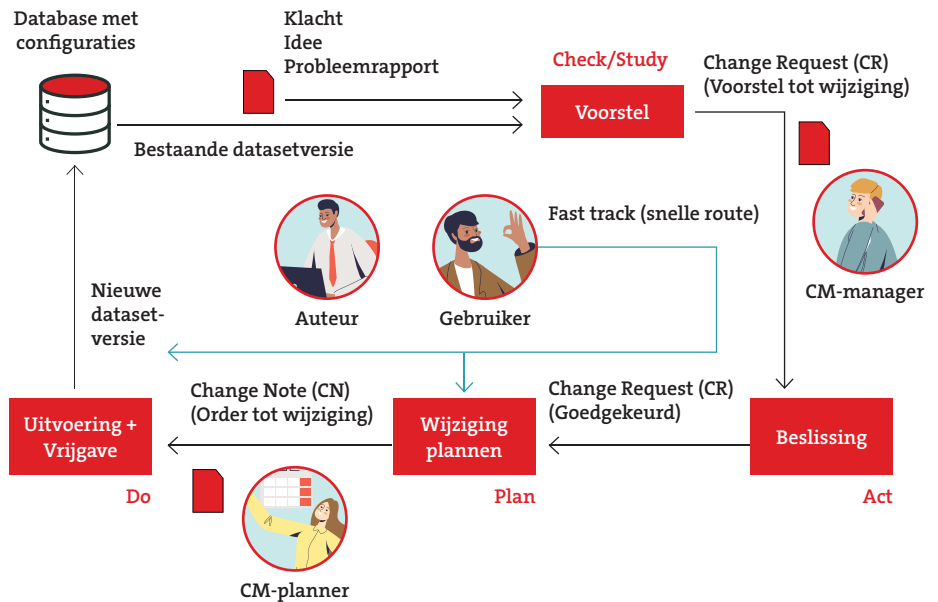 Database met
configuraties
Klacht
Idee
Probleemrapport
Check/Study
Voorstel
Change Request (CR)
(Voorstel tot wijziging)
Bestaande datasetversie
Fast track (snelle route)
CM-manager
Auteur
Gebruiker
Nieuwe
dataset-
versie
Change Note (CN)
(Order tot wijziging)
Change Request (CR)
(Goedgekeurd)
Uitvoering +
Vrijgave
Wijziging
plannen
Beslissing
Do
Plan
Act
CM-planner